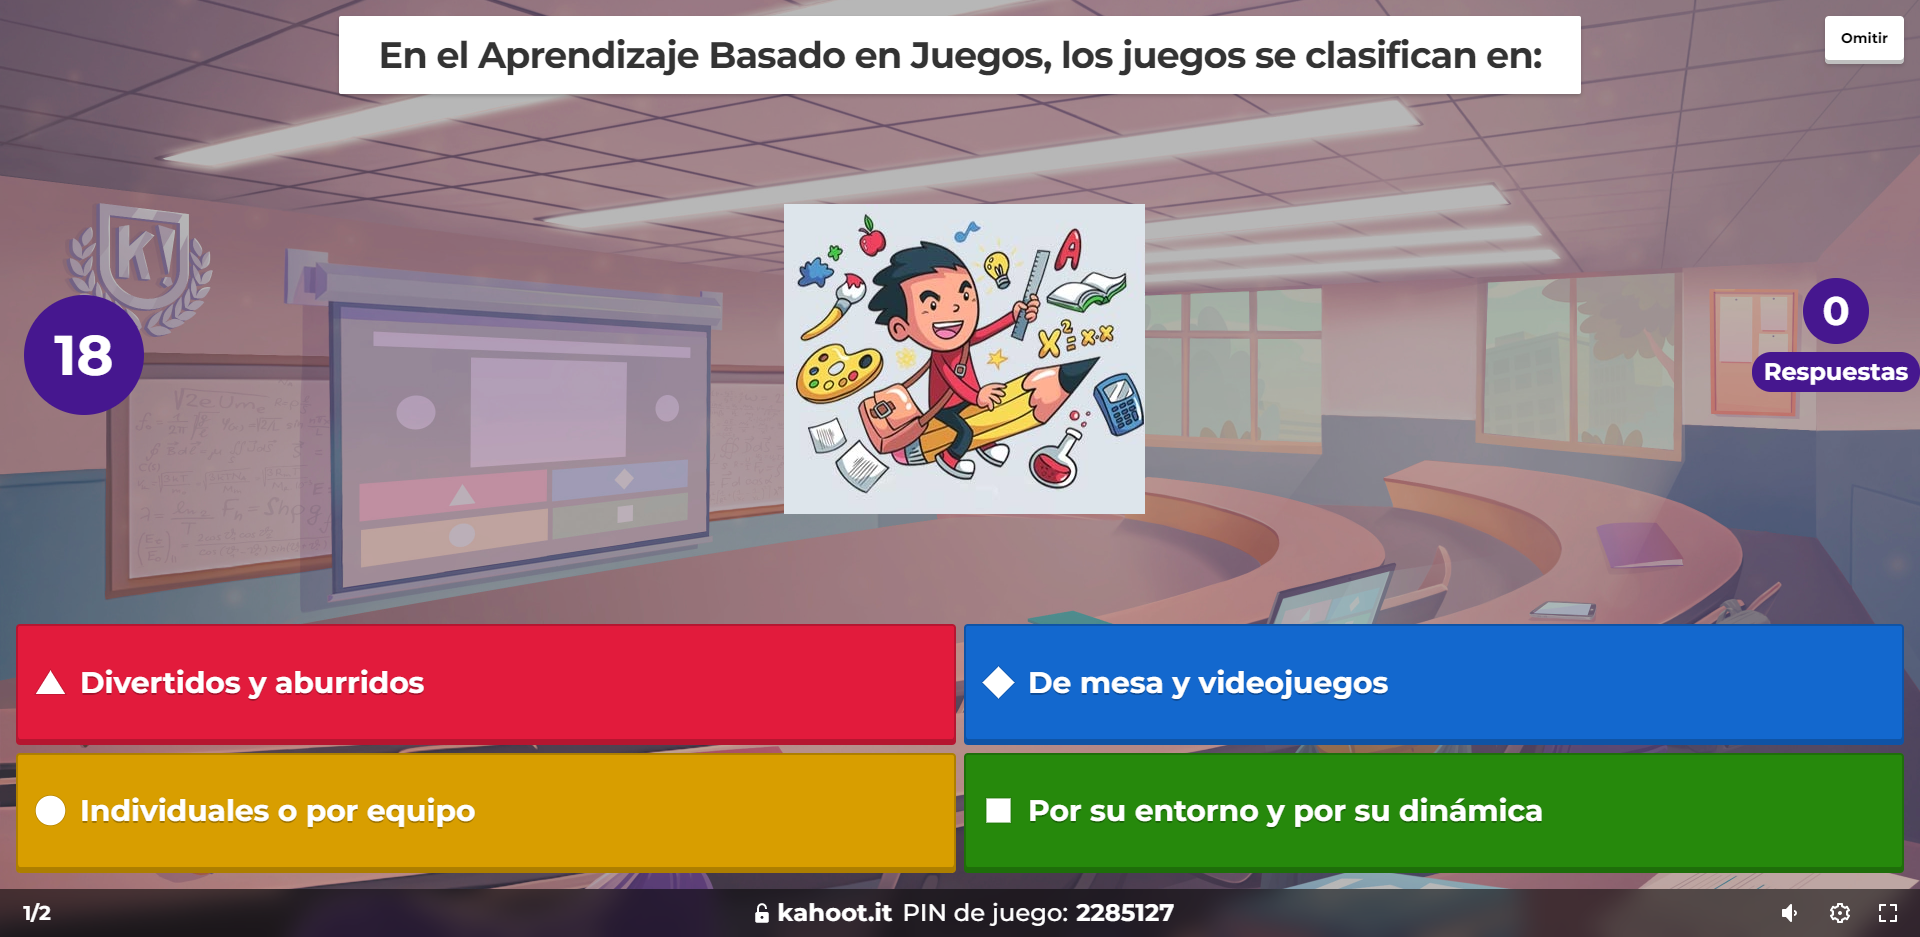 En el Aprendizaje Basado en Juegos, los juegos se clasifican en:
Omitir
K!
A
X²=x·x
18
0
Respuestas
Divertidos y aburridos
De mesa y videojuegos
Individuales o por equipo
Por su entorno y por su dinámica
1/2
kahoot.it PIN de juego: 2285127